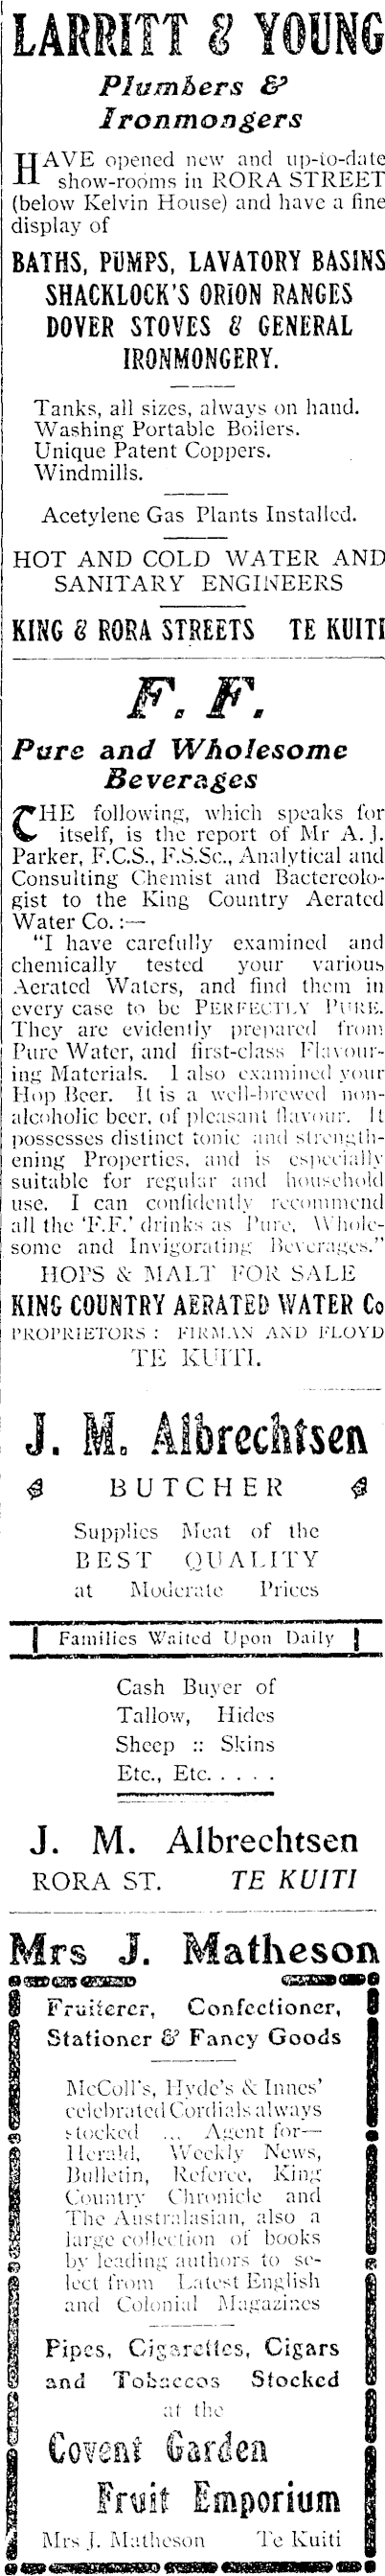 LARRITT & YOUNG
Plumbers &
Ironmongers
HAVE opened new and up-to-date
show-rooms in RORA STREET
(below Kelvin House) and have a fine
display of
BATHS, PUMPS, LAVATORY BASINS
SHACKLOCK'S ORION RANGES
DOVER STOVES & GENERAL
IRONMONGERY.
Tanks, all sizes, always on hand.
Washing Portable Boilers.
Unique Patent Coppers.
Windmills.
Acetylene Gas Plants Installed.
HOT AND COLD WATER AND
SANITARY ENGINEERS
KING & RORA STREETS TE KUITI
F. F.
Pure and Wholesome
Beverages
THE following, which speaks for
itself, is the report of Mr A. J.
Parker, F.C.S., F.S.Sc., Analytical and
Consulting Chemist and Bactereolo-
gist to the King Country Aerated
Water Co. :—
"I have carefully examined and
chemically tested your various
Aerated Waters, and find them in
every case to be PERFECTLY PURE.
They are evidently prepared from
Pure Water, and first-class Flavour-
ing Materials. I also examined your
Hop Beer. It is a well-brewed non-
alcoholic beer, of pleasant flavour. It
possesses distinct tonic and strength-
ening Properties, and is especially
suitable for regular and household
use. I can confidently recommend
all the 'F.F.' drinks as Pure, Whole-
some and Invigorating Beverages."
HOPS & MALT FOR SALE
KING COUNTRY AERATED WATER Co
PROPRIETORS : FIRMAN AND FLOYD
TE KUITI.
J. M. Albrechtsen
BUTCHER
Supplies Meat of the
BEST QUALITY
at Moderate Prices
Families Waited Upon Daily
Cash Buyer of
Tallow, Hides
Sheep :: Skins
Etc., Etc. . . . .
J. M. Albrechtsen
RORA ST. TE KUITI
Mrs J. Matheson
Fruiterer, Confectioner,
Stationer & Fancy Goods
McColl's, Hyde's & Innes'
celebrated Cordials always
stocked ... Agent for—
Herald, Weekly News,
Bulletin, Referee, King
Country Chronicle and
The Australasian, also a
large collection of books
by leading authors to se-
lect from Latest English
and Colonial Magazines
Pipes, Cigarettes, Cigars
and Tobaccos Stocked
at the
Covent Garden
Fruit Emporium
Mrs J. Matheson Te Kuiti